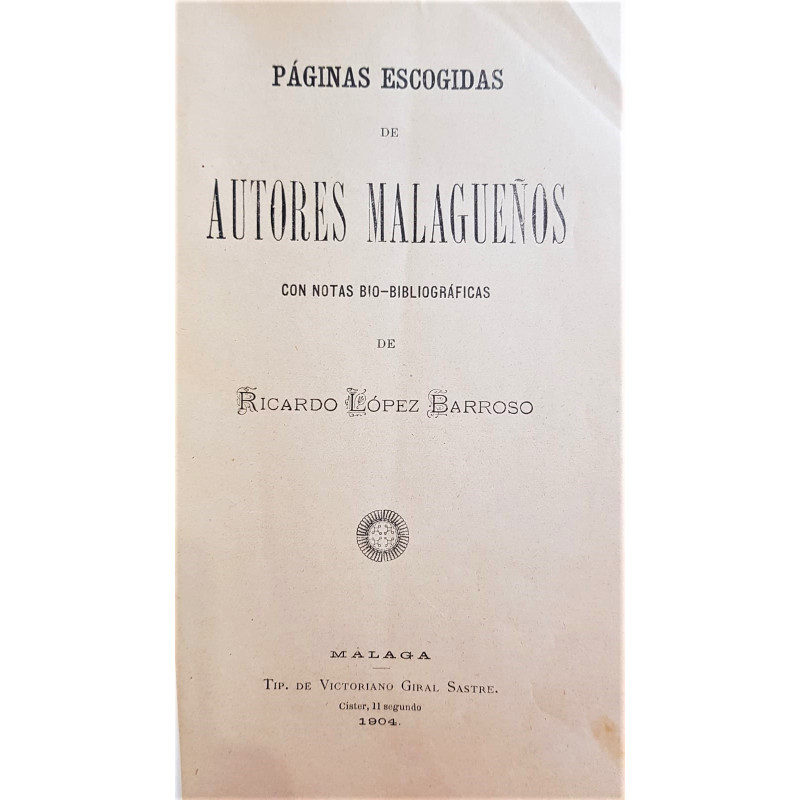 PÁGINAS ESCOGIDAS
DE
AUTORES MALAGUEÑOS
CON NOTAS BIO-BIBLIOGRÁFICAS
DE
RICARDO LÓPEZ BARROSO
MÁLAGA
TIP. DE VICTORIANO GIRAL SASTRE.
Cister, 11 segundo
1904.